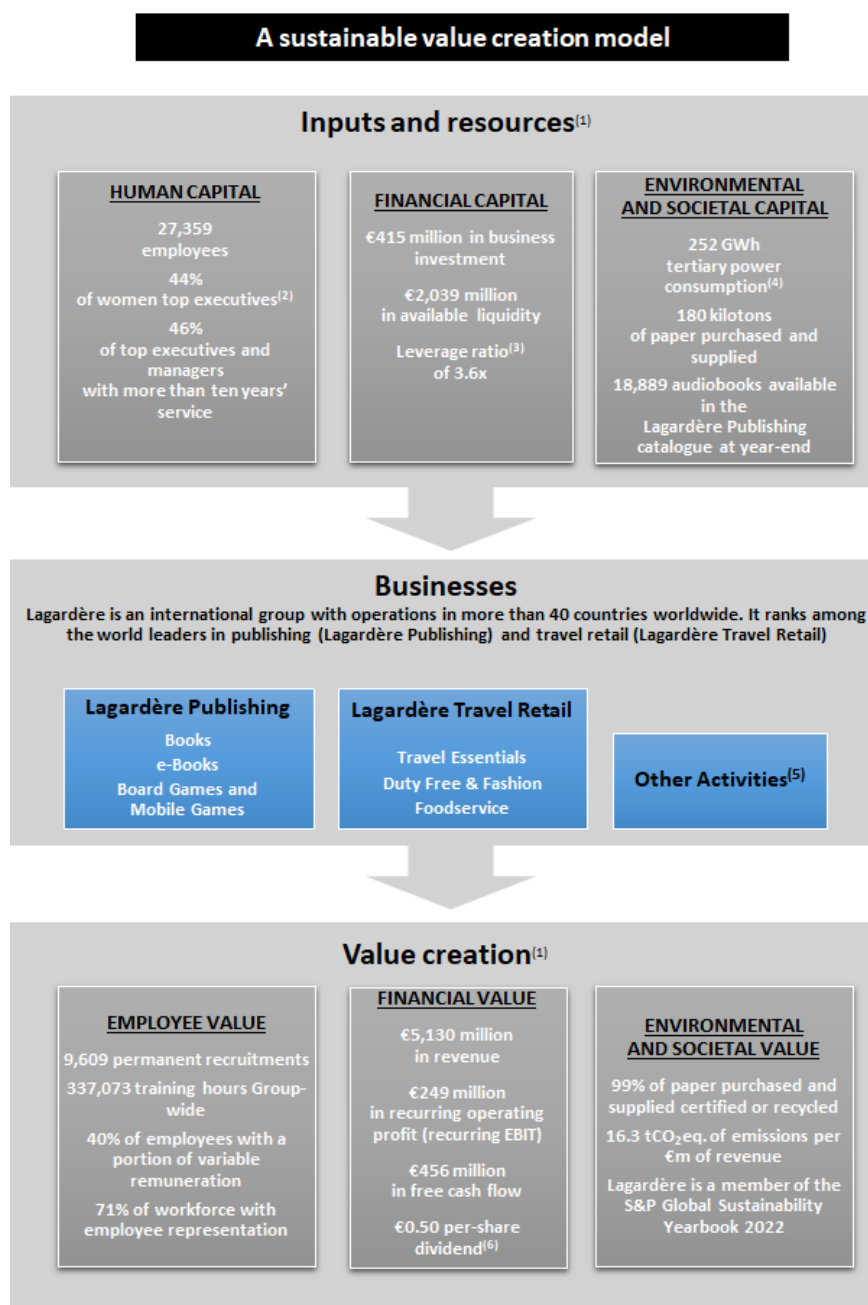 A sustainable value creation model
Inputs and resources(1)
HUMAN CAPITAL
27,359
employees
44%
of women top executives(2)
46%
of top executives and
managers
with more than ten years'
service
FINANCIAL CAPITAL
€415 million in business
investment
€2,039 million
in available liquidity
Leverage ratio(3)
of 3.6x
ENVIRONMENTAL
AND SOCIETAL CAPITAL
252 GWh
tertiary power
consumption(4)
180 kilotons
of paper purchased and
supplied
18,889 audiobooks available
in the
Lagardère Publishing
catalogue at year-end
Businesses
Lagardère is an international group with operations in more than 40 countries worldwide. It ranks among
the world leaders in publishing (Lagardère Publishing) and travel retail (Lagardère Travel Retail)
Lagardère Publishing
Books
e-Books
Board Games and
Mobile Games
Lagardère Travel Retail
Travel Essentials
Duty Free & Fashion
Foodservice
Other Activities(5)
Value creation(1)
EMPLOYEE VALUE
9,609 permanent recruitments
337,073 training hours Group-
wide
40% of employees with a
portion of variable
remuneration
71% of workforce with
employee representation
FINANCIAL VALUE
€5,130 million
in revenue
€249 million
in recurring operating
profit (recurring EBIT)
€456 million
in free cash flow
€0.50 per-share
dividend(6)
ENVIRONMENTAL
AND SOCIETAL VALUE
99% of paper purchased and
supplied certified or recycled
16.3 tCO₂eq. of emissions per
€m of revenue
Lagardère is a member of the
S&P Global Sustainability
Yearbook 2022